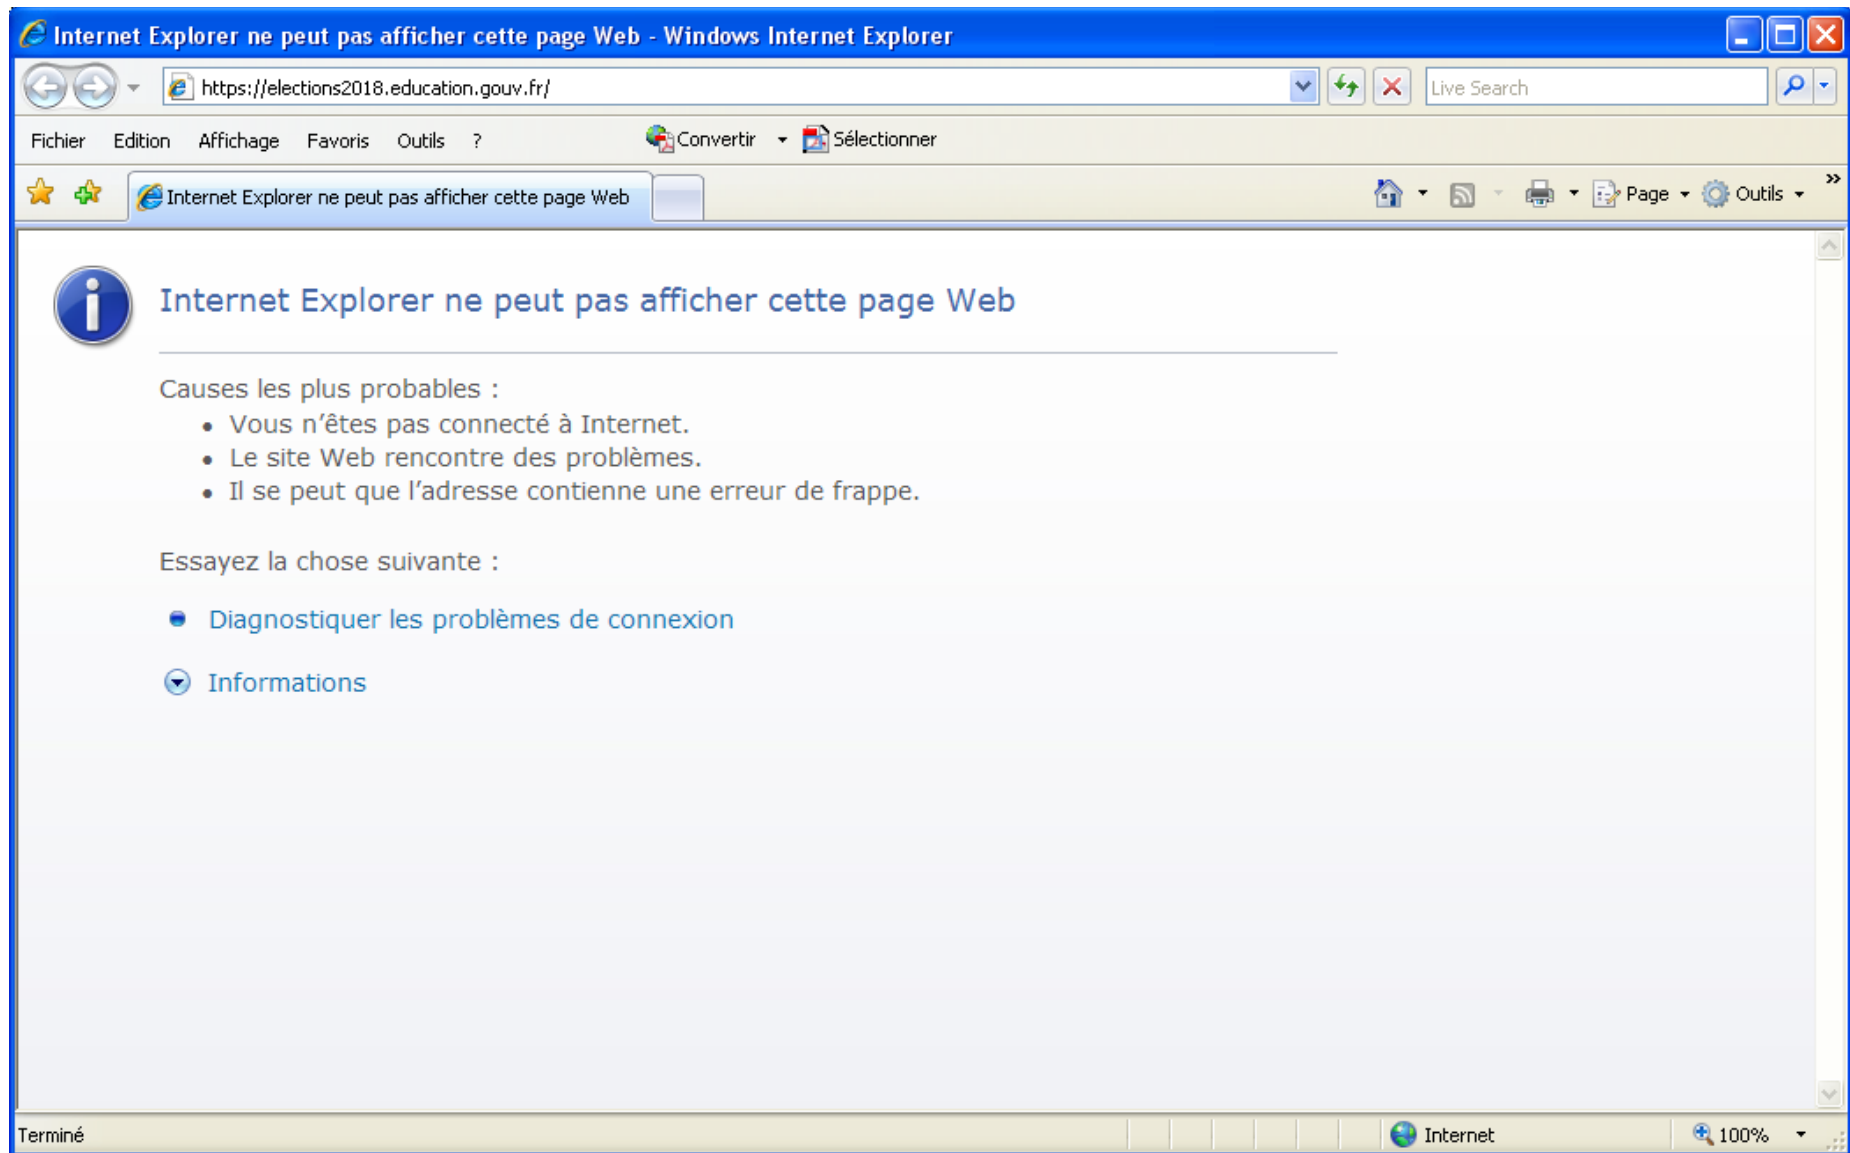 Internet Explorer ne peut pas afficher cette page Web - Windows Internet Explorer
https://elections2018.education.gouv.fr/
Live Search
Fichier Edition Affichage Favoris Outils ? Convertir Sélectionner
Internet Explorer ne peut pas afficher cette page Web
Page Outils »
Internet Explorer ne peut pas afficher cette page Web
Causes les plus probables :
• Vous n’êtes pas connecté à Internet.
• Le site Web rencontre des problèmes.
• Il se peut que l’adresse contienne une erreur de frappe.
Essayez la chose suivante :
Diagnostiquer les problèmes de connexion
Informations
Terminé Internet 100%